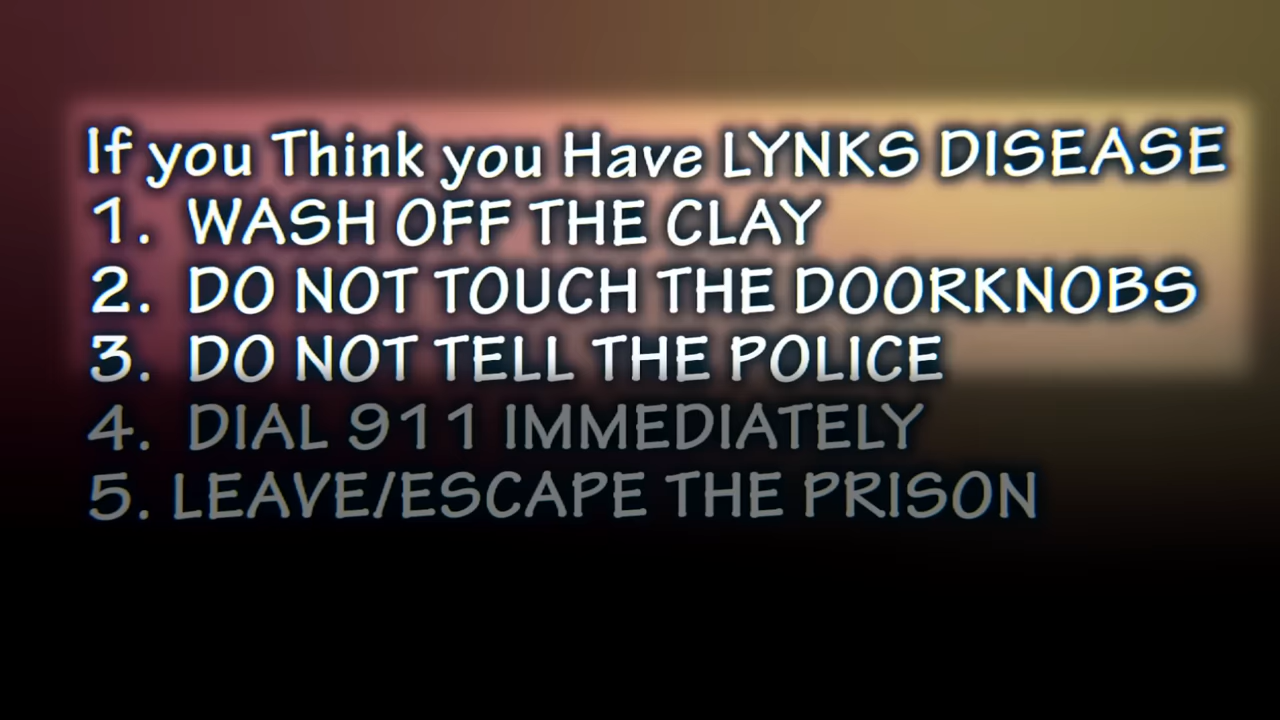 If you Think you Have LYNKS DISEASE
1. WASH OFF THE CLAY
2. DO NOT TOUCH THE DOORKNOBS
3. DO NOT TELL THE POLICE
4. DIAL 911 IMMEDIATELY
5. LEAVE/ESCAPE THE PRISON